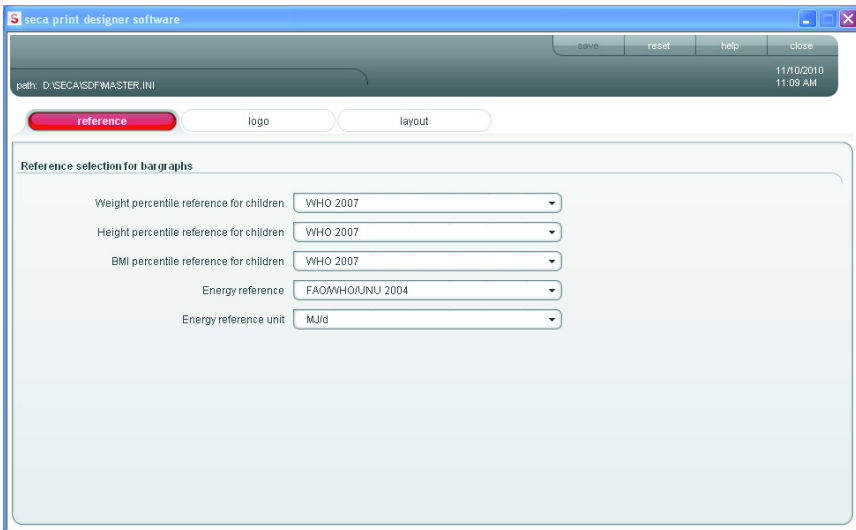 S seca print designer software
save reset help close
path: D:\SECA\SDF\MASTER.INI
11/10/2010
11:09 AM
reference logo layout
Reference selection for bargraphs
Weight percentile reference for children WHO 2007
Height percentile reference for children WHO 2007
BMI percentile reference for children WHO 2007
Energy reference FAO/WHO/UNU 2004
Energy reference unit MJ/d